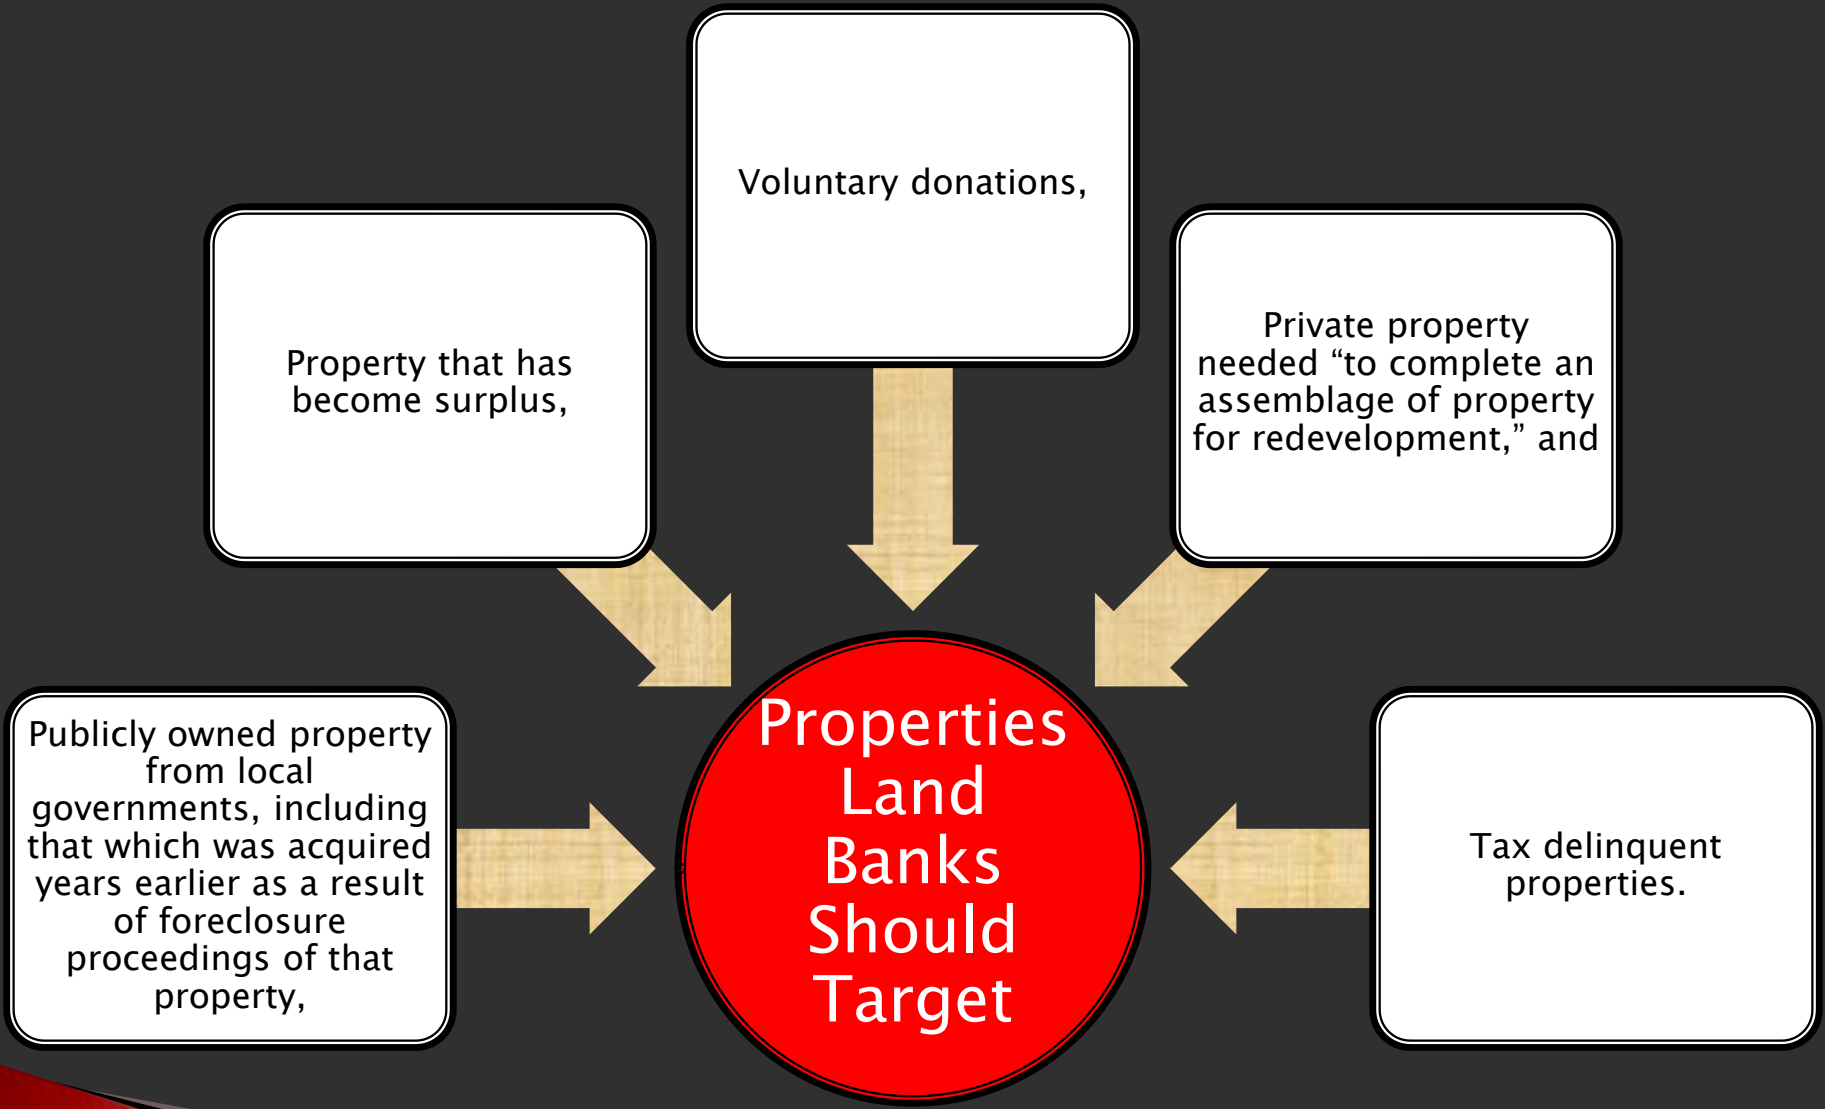 Publicly owned property
from local
governments, including
that which was acquired
years earlier as a result
of foreclosure
proceedings of that
property,
Property that has
become surplus,
Voluntary donations,
Private property
needed “to complete an
assemblage of property
for redevelopment,” and
Tax delinquent
properties.
Properties
Land
Banks
Should
Target